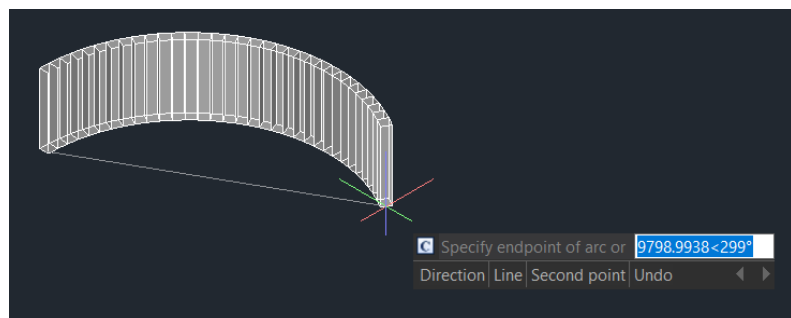 C Specify endpoint of arc or 9798.9938<299°
Direction Line Second point Undo